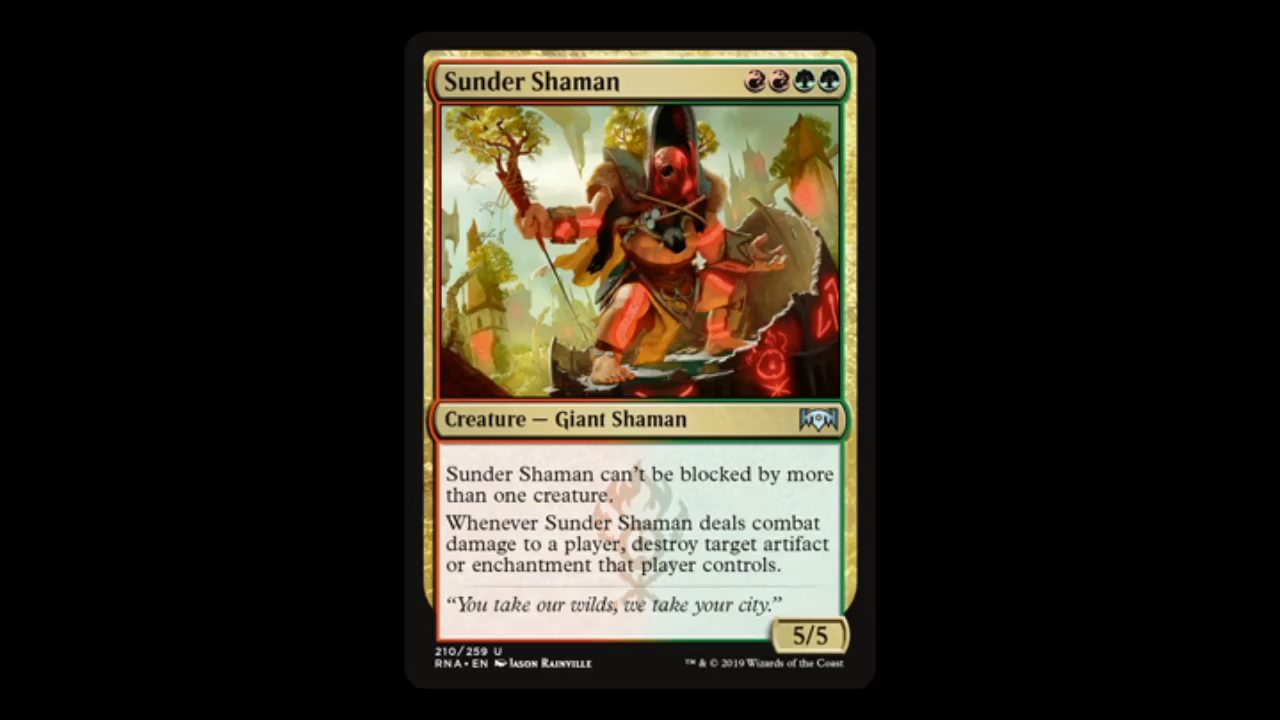 Sunder Shaman
Creature — Giant Shaman
Sunder Shaman can't be blocked by more
than one creature.
Whenever Sunder Shaman deals combat
damage to a player, destroy target artifact
or enchantment that player controls.
“You take our wilds, we take your city.”
5/5
210/259 U
RNA • EN Jason Rainville
™ & © 2019 Wizards of the Coast